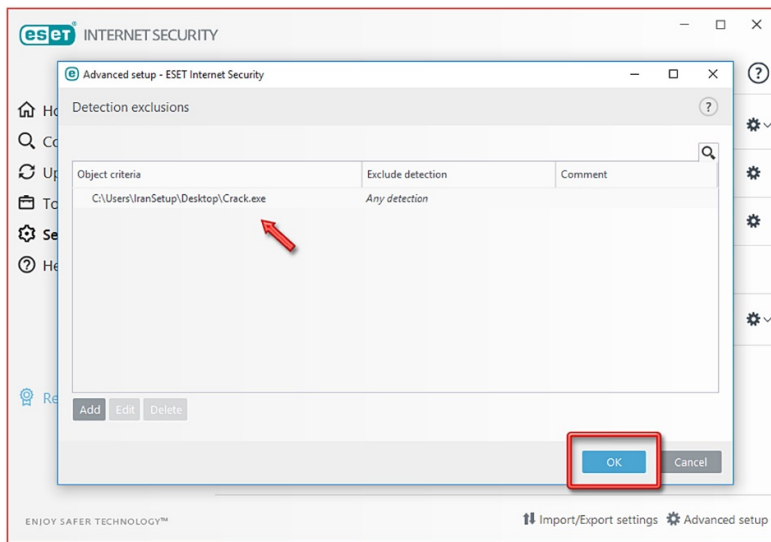 eset INTERNET SECURITY
Advanced setup - ESET Internet Security
Detection exclusions
?
?
Object criteria Exclude detection Comment
C:\Users\IranSetup\Desktop\Crack.exe Any detection
Add Edit Delete
OK Cancel
ENJOY SAFER TECHNOLOGY™
Import/Export settings Advanced setup